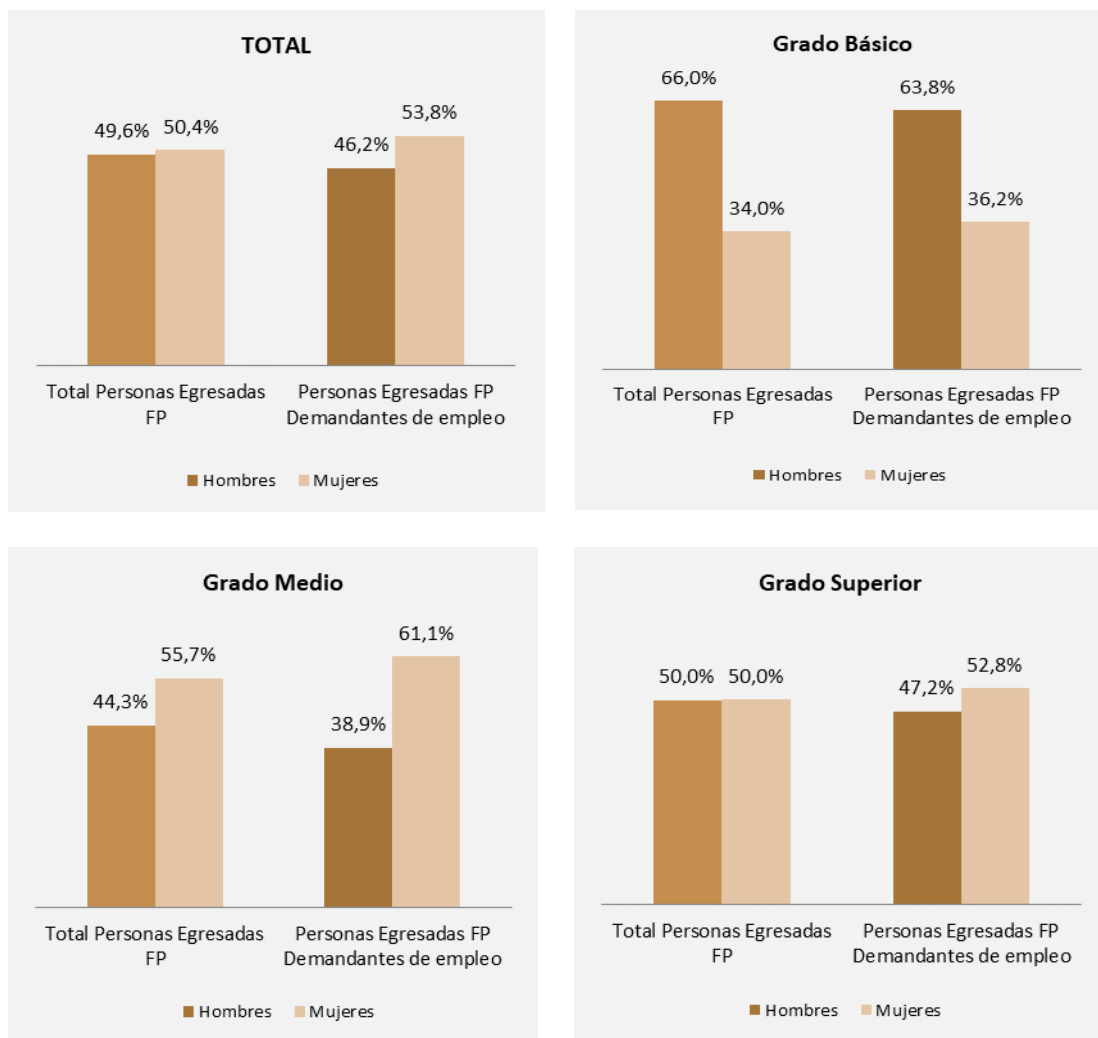 TOTAL
49,6%
50,4%
46,2%
53,8%
Total Personas Egresadas
FP
Personas Egresadas FP
Demandantes de empleo
Hombres
Mujeres
Grado Básico
66,0%
34,0%
63,8%
36,2%
Total Personas Egresadas
FP
Personas Egresadas FP
Demandantes de empleo
Hombres
Mujeres
Grado Medio
44,3%
55,7%
38,9%
61,1%
Total Personas Egresadas
FP
Personas Egresadas FP
Demandantes de empleo
Hombres
Mujeres
Grado Superior
50,0%
50,0%
47,2%
52,8%
Total Personas Egresadas
FP
Personas Egresadas FP
Demandantes de empleo
Hombres
Mujeres